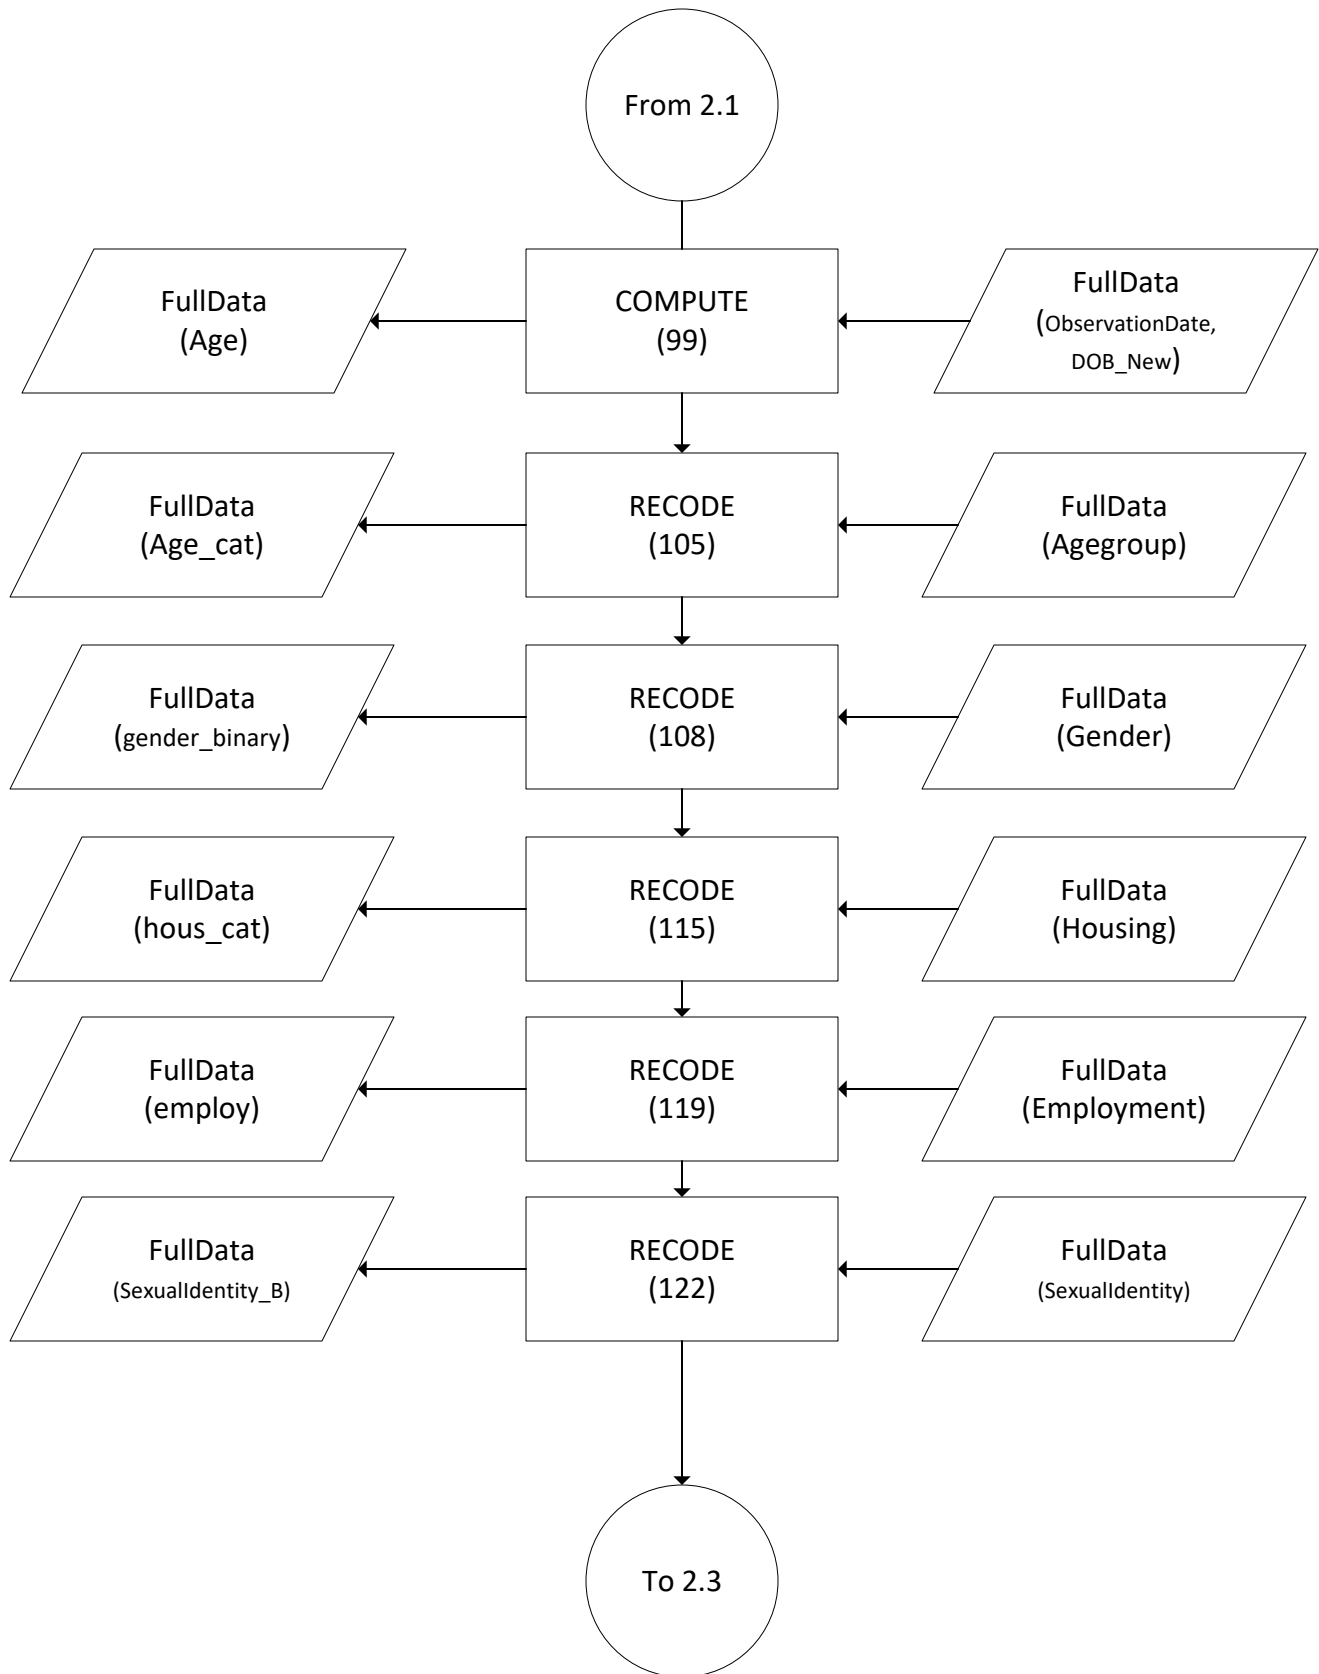 From 2.1
FullData
(Age)
COMPUTE
(99)
FullData
(ObservationDate,
DOB_New)
FullData
(Age_cat)
RECODE
(105)
FullData
(Agegroup)
FullData
(gender_binary)
RECODE
(108)
FullData
(Gender)
FullData
(hous_cat)
RECODE
(115)
FullData
(Housing)
FullData
(employ)
RECODE
(119)
FullData
(Employment)
FullData
(SexualIdentity_B)
RECODE
(122)
FullData
(SexualIdentity)
To 2.3